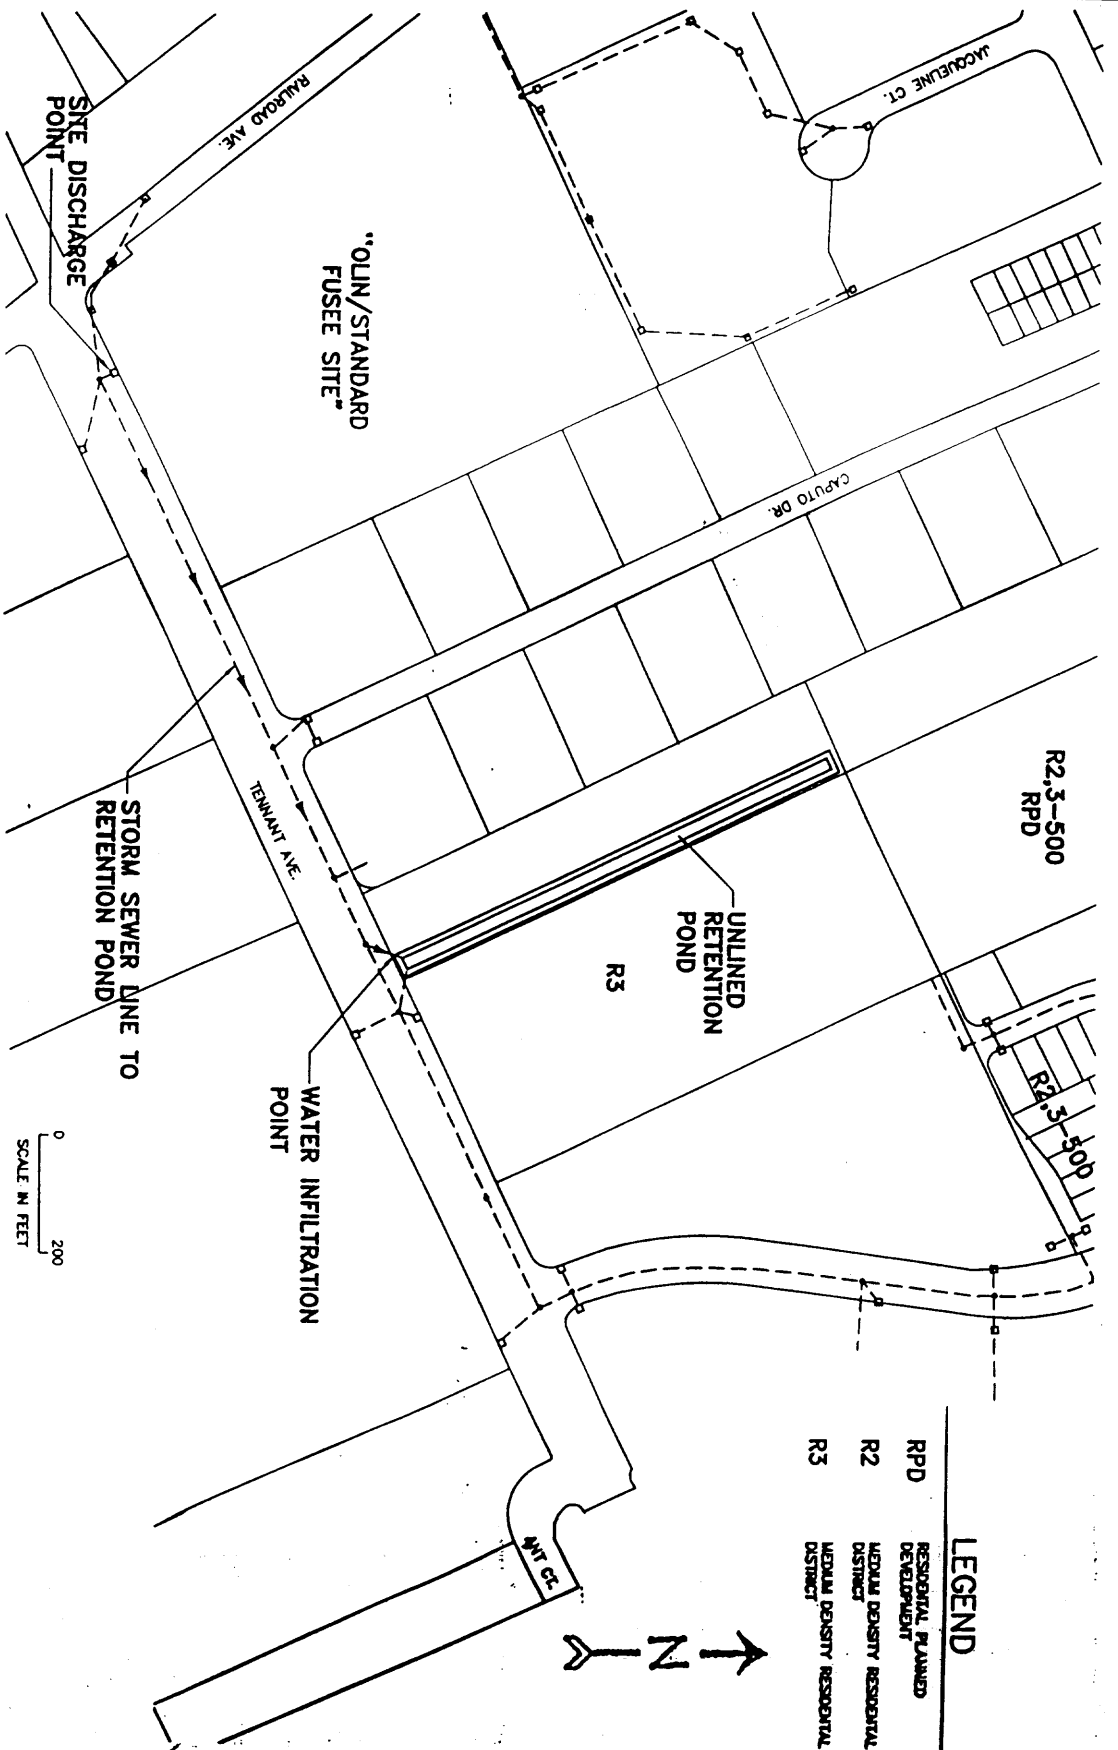 JACQUELINE CT.
RAILROAD AVE.
SITE DISCHARGE
POINT
"OLIN/STANDARD
FUSEE SITE"
CAPUTO DR.
R2,3-500
RPD
R2,3-500
UNLINED
RETENTION
POND
R3
TENNANT AVE.
STORM SEWER LINE TO
RETENTION POND
WATER INFILTRATION
POINT
0 200
SCALE IN FEET
ANT CT.
N
LEGEND
RPD RESIDENTIAL PLANNED
DEVELOPMENT
R2 MEDIUM DENSITY RESIDENTIAL
DISTRICT
R3 MEDIUM DENSITY RESIDENTIAL
DISTRICT